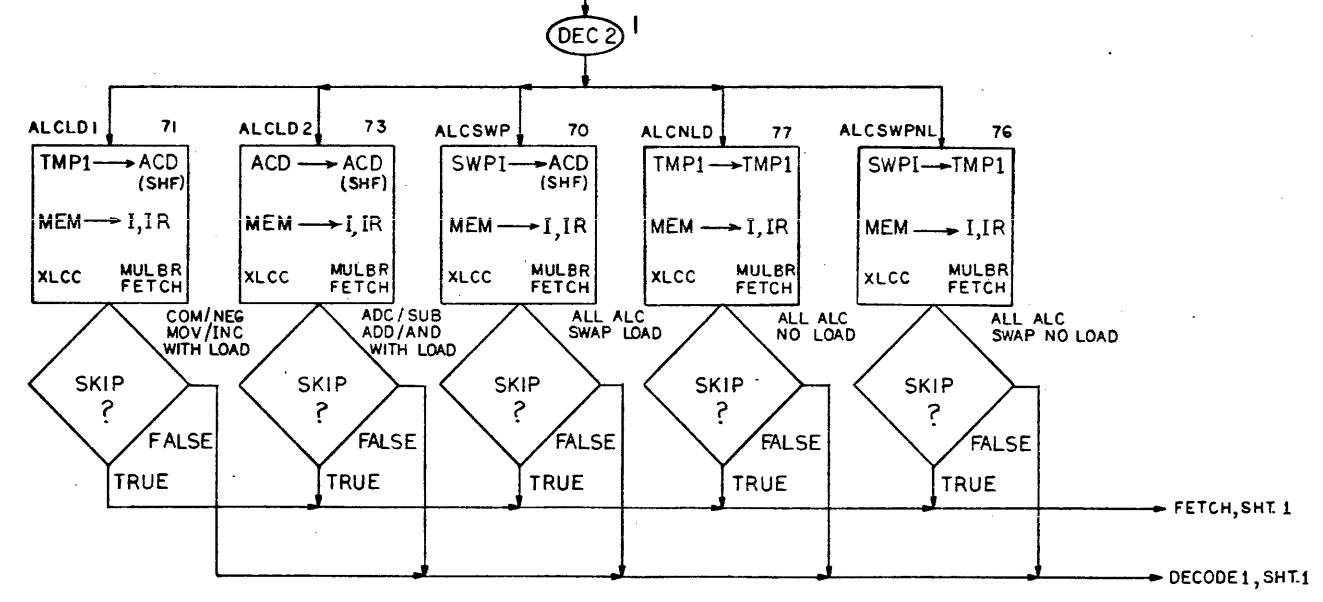 DEC 2 1
ALCLD1 71
TMP1 ACD
(SHF)
MEM I,IR
XLCC MULBR
FETCH
COM/NEG
MOV/INC
WITH LOAD
SKIP
?
FALSE
TRUE
ALCLD2 73
ACD ACD
(SHF)
MEM I,IR
XLCC MULBR
FETCH
ADC/SUB
ADD/AND
WITH LOAD
SKIP
?
FALSE
TRUE
ALCSWP 70
SWPI ACD
(SHF)
MEM I,IR
XLCC MULBR
FETCH
ALL ALC
SWAP LOAD
SKIP
?
FALSE
TRUE
ALCNLD 77
TMP1 TMP1
MEM I,IR
XLCC MULBR
FETCH
ALL ALC
NO LOAD
SKIP
?
FALSE
TRUE
ALCSWPNL 76
SWPI TMP1
MEM I,IR
XLCC MULBR
FETCH
ALL ALC
SWAP NO LOAD
SKIP
?
FALSE
TRUE
FETCH,SHT. 1
DECODE1,SHT.1